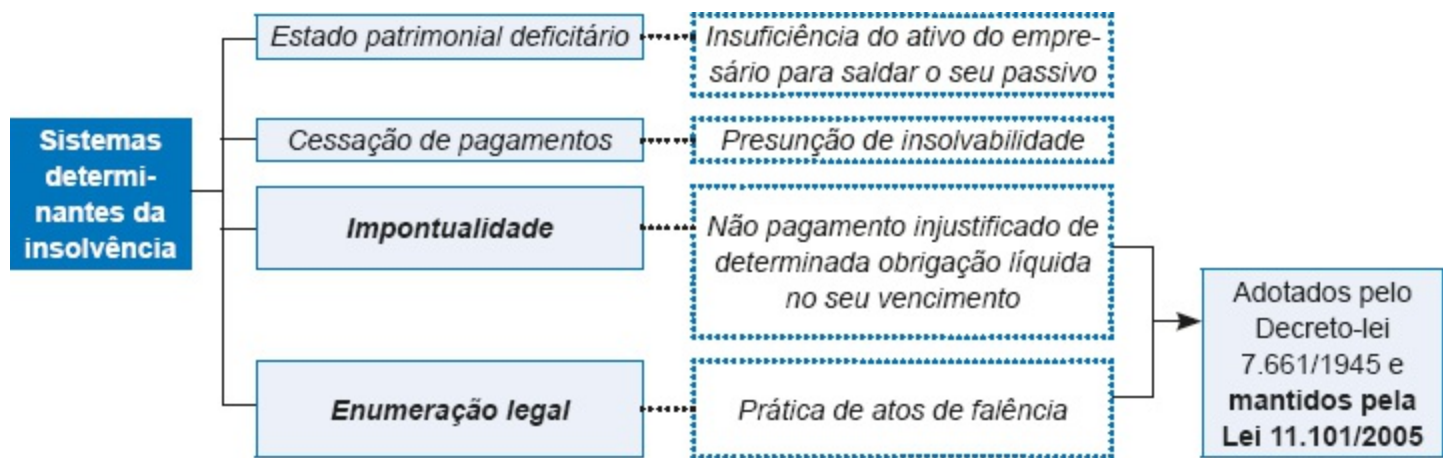 Sistemas
determi-
nantes da
insolvência
Estado patrimonial deficitário
Insuficiência do ativo do empre-
sário para saldar o seu passivo
Cessação de pagamentos
Presunção de insolvabilidade
Impontualidade
Não pagamento injustificado de
determinada obrigação líquida
no seu vencimento
Enumeração legal
Prática de atos de falência
Adotados pelo
Decreto-lei
7.661/1945 e
mantidos pela
Lei 11.101/2005